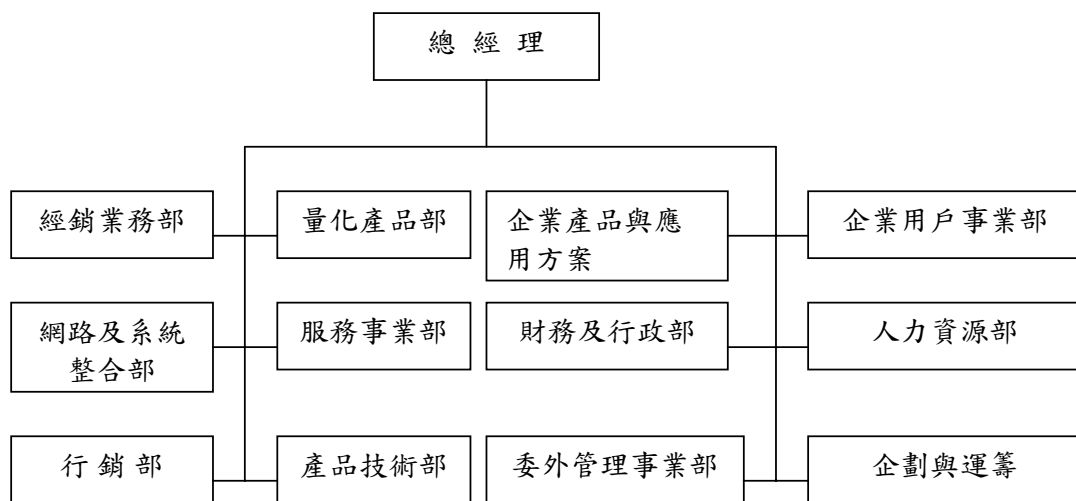 總 經 理
經銷業務部
量化產品部
企業產品與應
用方案
企業用戶事業部
網路及系統
整合部
服務事業部
財務及行政部
人力資源部
行 銷 部
產品技術部
委外管理事業部
企劃與運籌